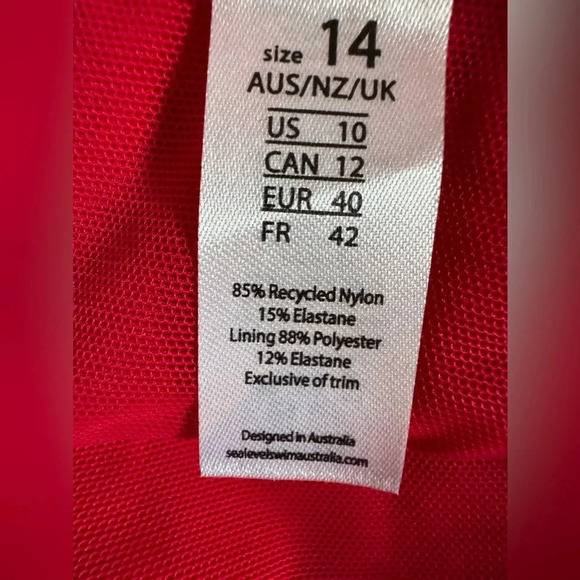 size 14
AUS/NZ/UK
US 10
CAN 12
EUR 40
FR 42
85% Recycled Nylon
15% Elastane
Lining 88% Polyester
12% Elastane
Exclusive of trim
Designed in Australia
sealevelswimaustralia.com